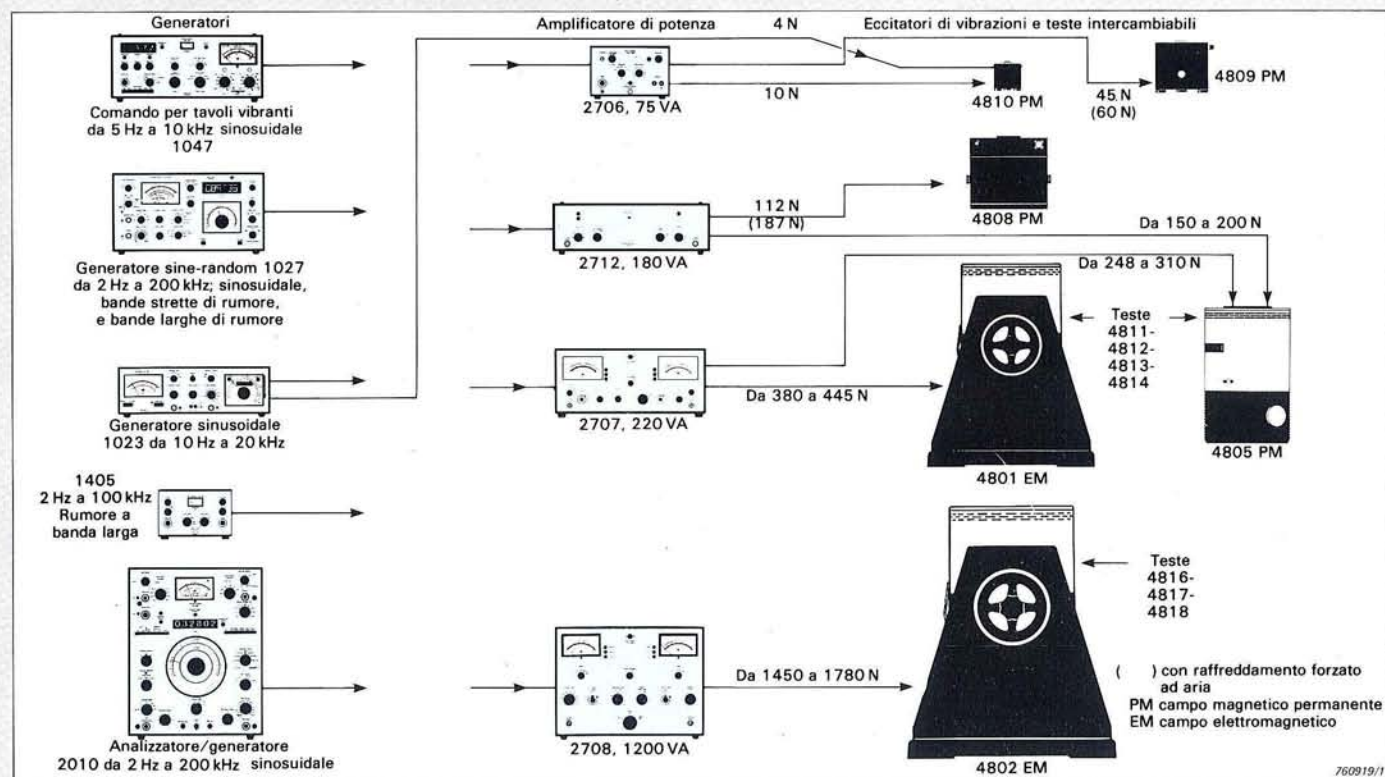 Generatori
Amplificatore di potenza
4 N
Eccitatori di vibrazioni e teste intercambiabili
Comando per tavoli vibranti
da 5 Hz a 10 kHz sinosuidale
1047
2706, 75 VA
10 N
4810 PM
45 N
(60 N)
4809 PM
Generatore sine-random 1027
da 2 Hz a 200 kHz; sinosuidale,
bande strette di rumore,
e bande larghe di rumore
2712, 180 VA
112 N
(187 N)
4808 PM
Da 150 a 200 N
Da 248 a 310 N
Generatore sinusoidale
1023 da 10 Hz a 20 kHz
2707, 220 VA
Da 380 a 445 N
4801 EM
Teste
4811-
4812-
4813-
4814
4805 PM
1405
2 Hz a 100 kHz
Rumore a
banda larga
032802
Analizzatore/generatore
2010 da 2 Hz a 200 kHz sinosuidale
2708, 1200 VA
Da 1450 a 1780 N
4802 EM
Teste
4816-
4817-
4818
( ) con raffreddamento forzato
ad aria
PM campo magnetico permanente
EM campo elettromagnetico
760919/1